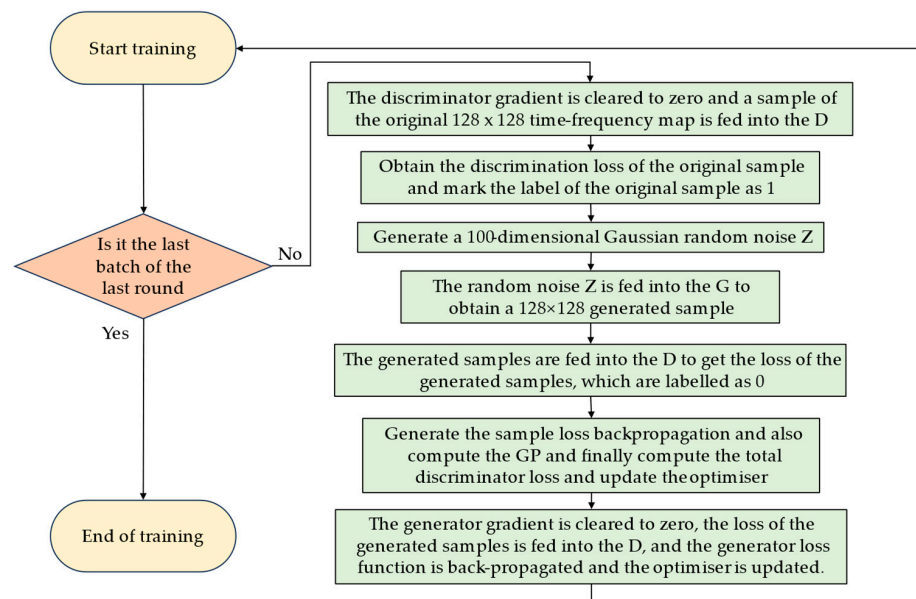 Start training
The discriminator gradient is cleared to zero and a sample of
the original 128 x 128 time-frequency map is fed into the D
Obtain the discrimination loss of the original sample
and mark the label of the original sample as 1
Is it the last
batch of the
last round
No
Yes
Generate a 100-dimensional Gaussian random noise Z
The random noise Z is fed into the G to
obtain a 128×128 generated sample
The generated samples are fed into the D to get the loss of the
generated samples, which are labelled as 0
Generate the sample loss backpropagation and also
compute the GP and finally compute the total
discriminator loss and update the optimiser
The generator gradient is cleared to zero, the loss of the
generated samples is fed into the D, and the generator loss
function is back-propagated and the optimiser is updated.
End of training